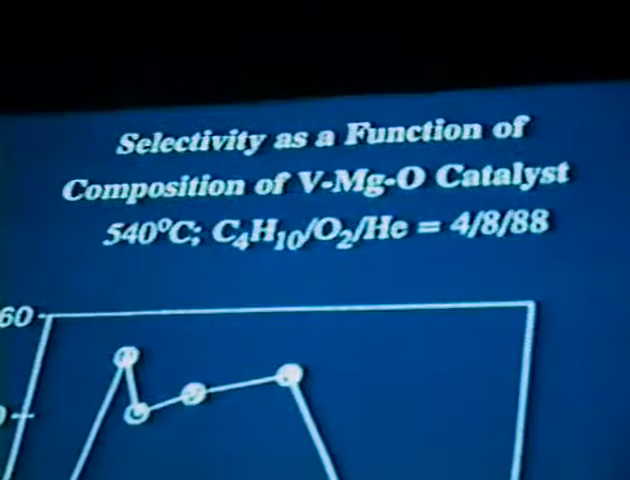 Selectivity as a Function of
Composition of V-Mg-O Catalyst
540°C; C₄H₁₀/O₂/He = 4/8/88
60